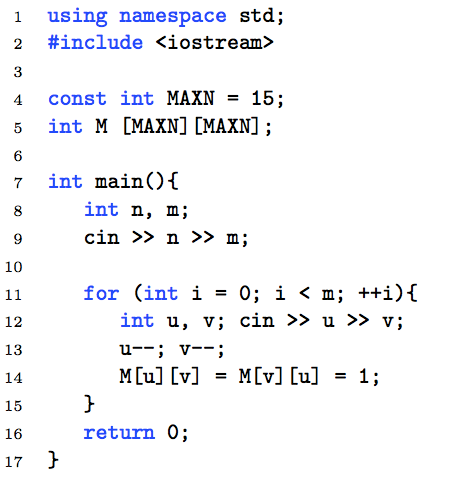 1 using namespace std;
2 #include <iostream>
3
4 const int MAXN = 15;
5 int M [MAXN][MAXN];
6
7 int main(){
8 int n, m;
9 cin >> n >> m;
10
11 for (int i = 0; i < m; ++i){
12 int u, v; cin >> u >> v;
13 u--; v--;
14 M[u][v] = M[v][u] = 1;
15 }
16 return 0;
17 }